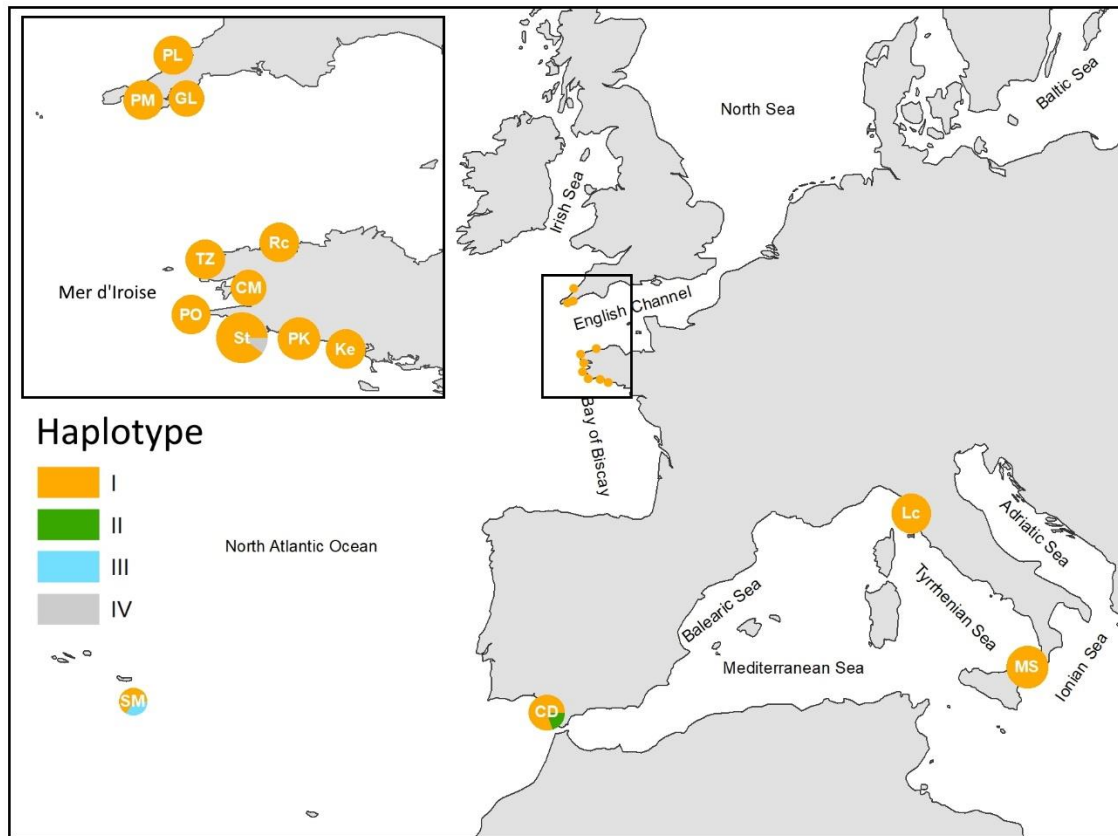 PL
PM
GL
Rc
TZ
CM
Mer d'Iroise
PO
St
PK
Ke
Haplotype
I
II
III
IV
North Sea
Baltic Sea
Irish Sea
English Channel
Bay of Biscay
North Atlantic Ocean
Lc
Adriatic Sea
Tyrrhenian Sea
Balearic Sea
Mediterranean Sea
MS
Ionian Sea
SM
CD